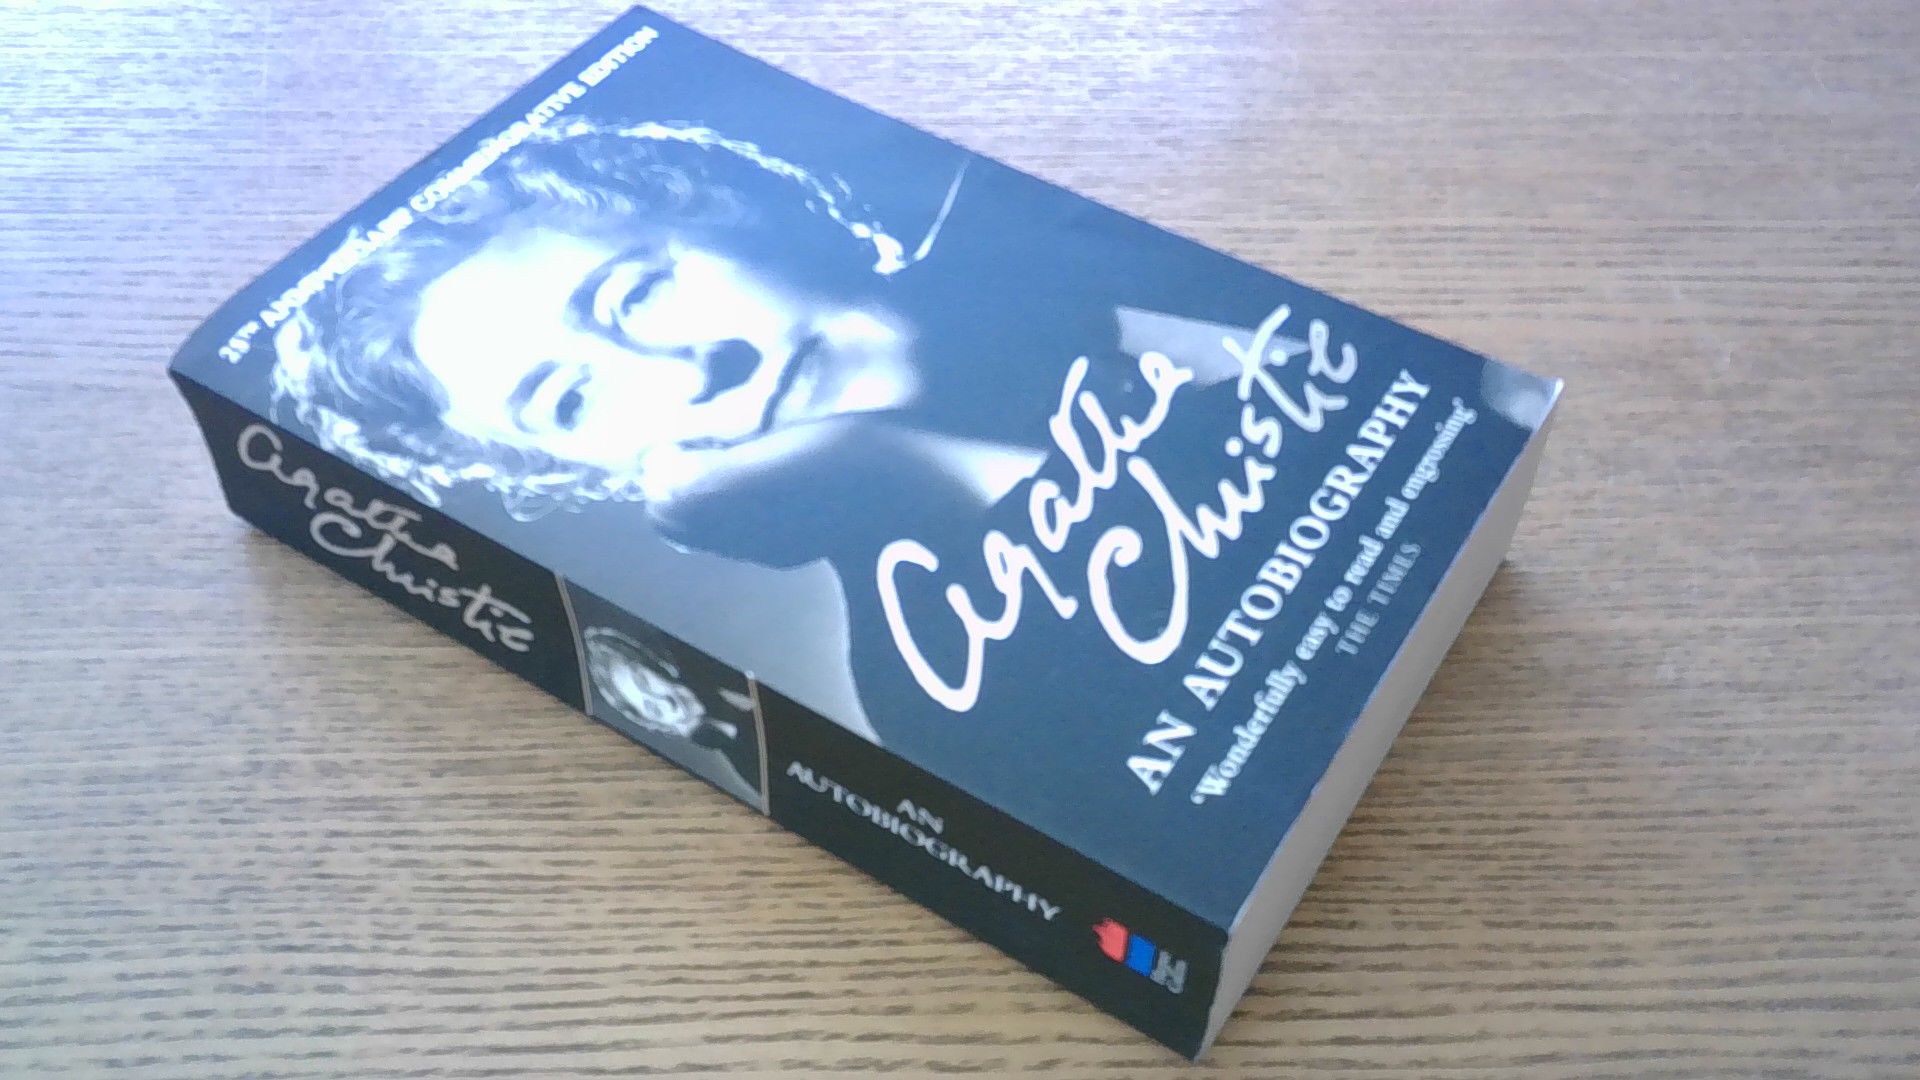 25TH ANNIVERSARY COMMEMORATIVE EDITION
Agatha
Christie
AN AUTOBIOGRAPHY
‘Wonderfully easy to read and engrossing’
THE TIMES
Agatha
Christie
AN
AUTOBIOGRAPHY